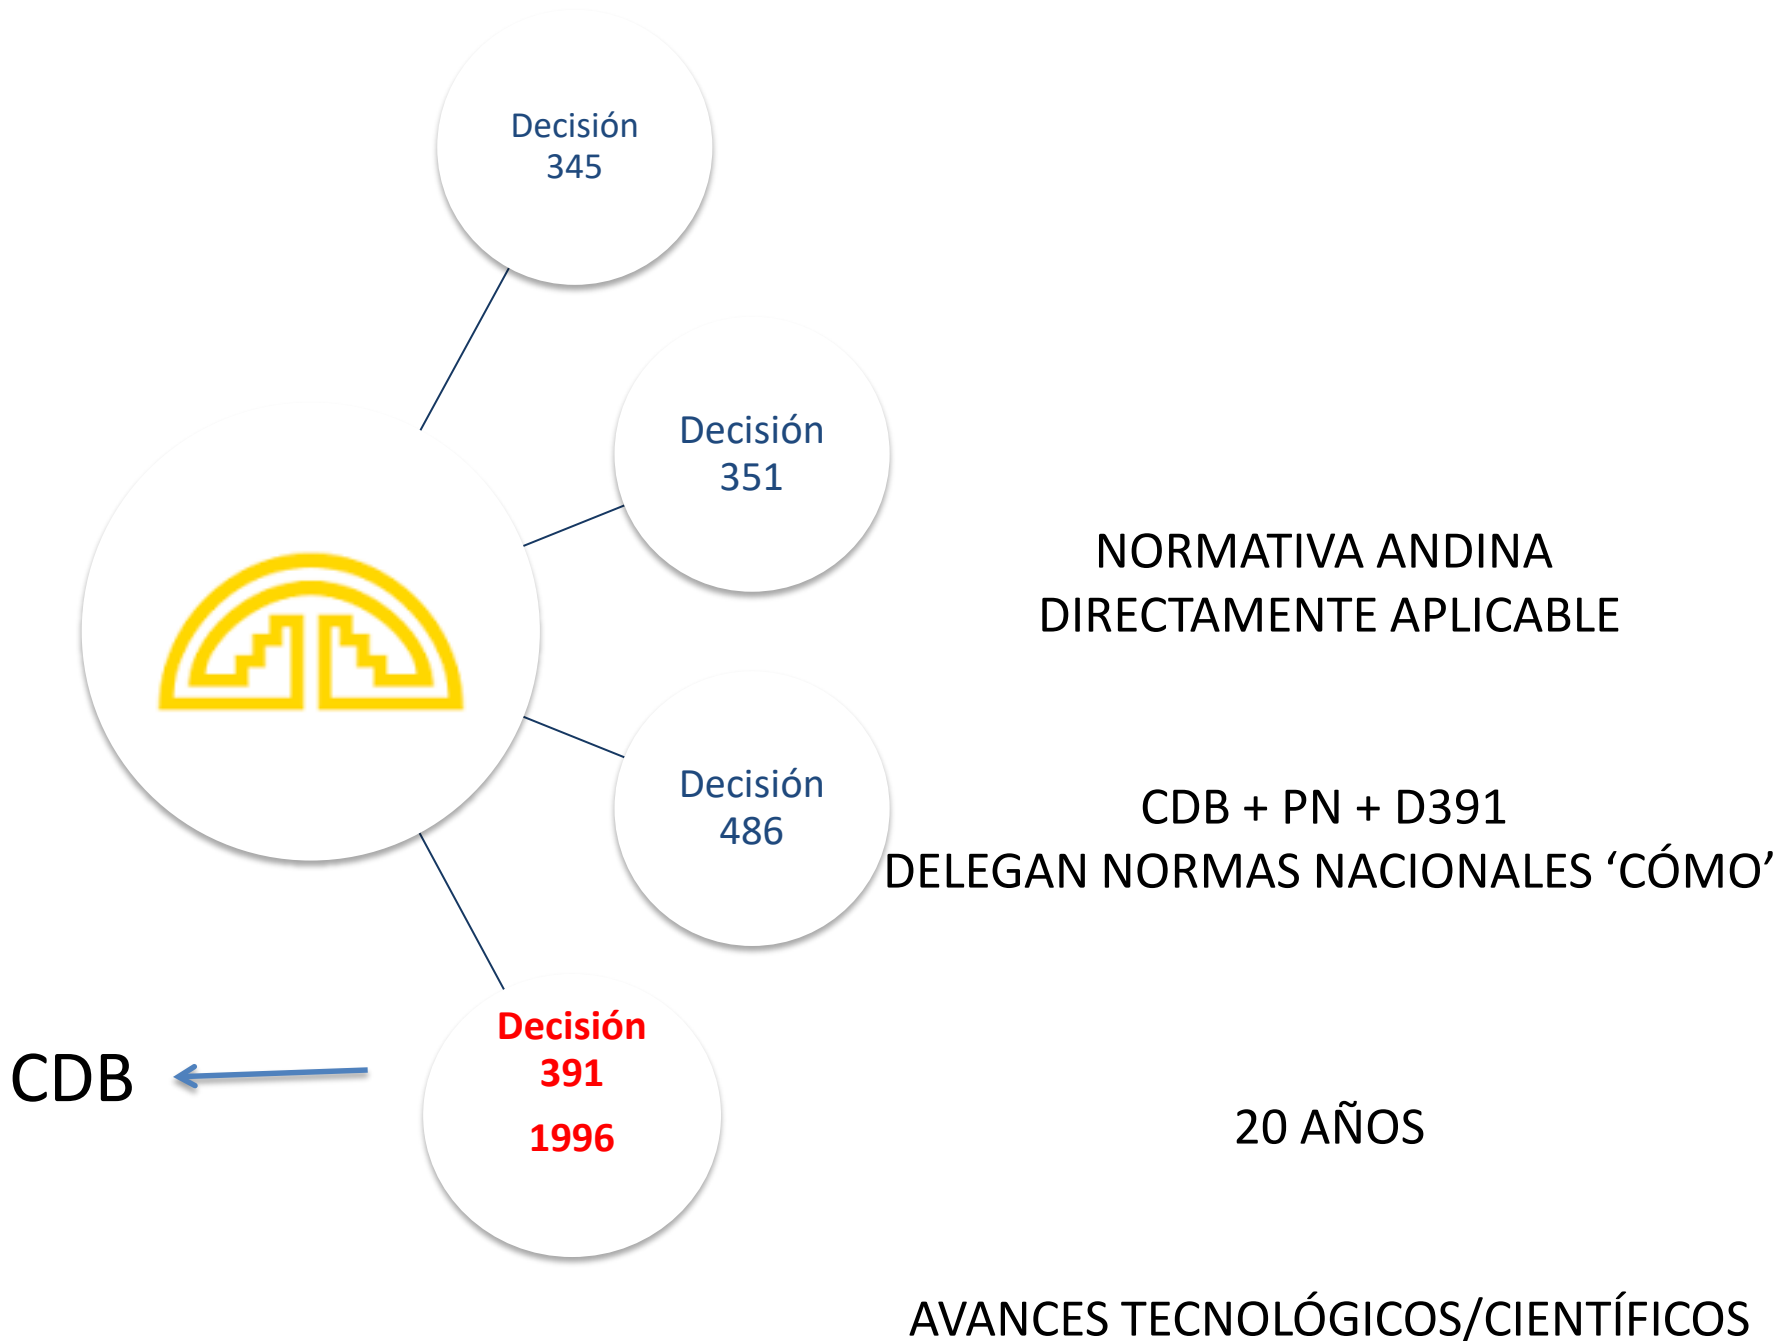 Decisión
345
Decisión
351
NORMATIVA ANDINA
DIRECTAMENTE APLICABLE
Decisión
486
CDB + PN + D391
DELEGAN NORMAS NACIONALES ‘CÓMO’
Decisión
391
1996
CDB
20 AÑOS
AVANCES TECNOLÓGICOS/CIENTÍFICOS